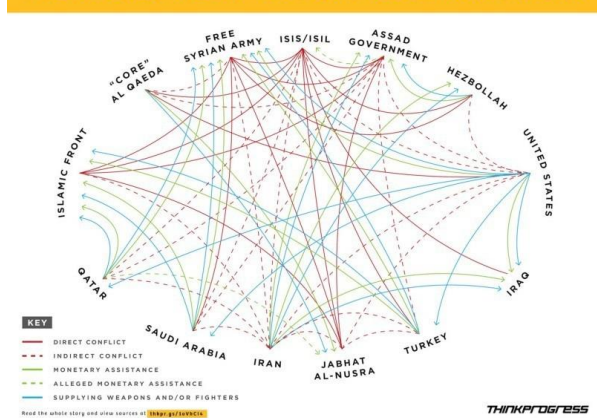 "CORE"
AL QAEDA
FREE
SYRIAN ARMY
ISIS/ISIL
ASSAD
GOVERNMENT
HEZBOLLAH
UNITED STATES
ISLAMIC FRONT
QATAR
SAUDI ARABIA
IRAN
JABHAT
AL-NUSRA
TURKEY
IRAQ
KEY
DIRECT CONFLICT
INDIRECT CONFLICT
MONETARY ASSISTANCE
ALLEGED MONETARY ASSISTANCE
SUPPLYING WEAPONS AND/OR FIGHTERS
Read the whole story and view sources at
THINKPROGRESS